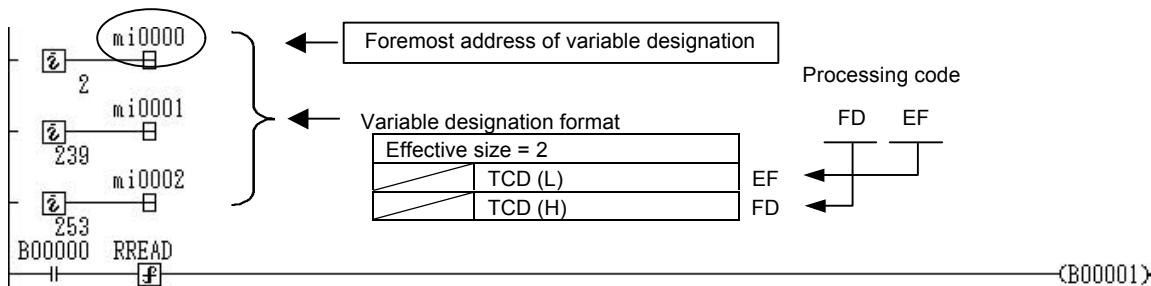 mi0000
Foremost address of variable designation
2
Processing code
mi0001
Variable designation format
FD EF
239
Effective size = 2
mi0002
TCD (L) EF
TCD (H) FD
253
B00000 RREAD
(B00001)